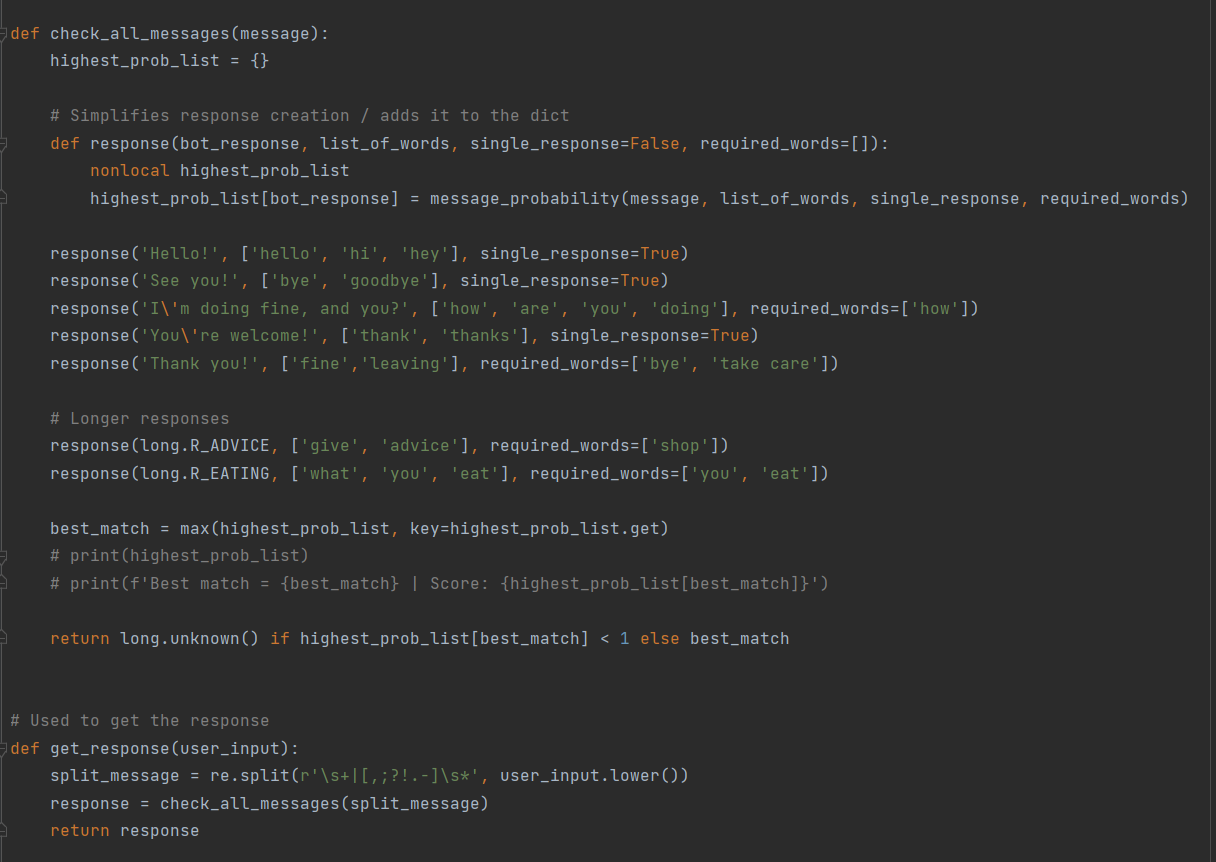 def check_all_messages(message):
    highest_prob_list = {}

    # Simplifies response creation / adds it to the dict
    def response(bot_response, list_of_words, single_response=False, required_words=[]):
        nonlocal highest_prob_list
        highest_prob_list[bot_response] = message_probability(message, list_of_words, single_response, required_words)

    response('Hello!', ['hello', 'hi', 'hey'], single_response=True)
    response('See you!', ['bye', 'goodbye'], single_response=True)
    response('I\'m doing fine, and you?', ['how', 'are', 'you', 'doing'], required_words=['how'])
    response('You\'re welcome!', ['thank', 'thanks'], single_response=True)
    response('Thank you!', ['fine','leaving'], required_words=['bye', 'take care'])

    # Longer responses
    response(long.R_ADVICE, ['give', 'advice'], required_words=['shop'])
    response(long.R_EATING, ['what', 'you', 'eat'], required_words=['you', 'eat'])

    best_match = max(highest_prob_list, key=highest_prob_list.get)
    # print(highest_prob_list)
    # print(f'Best match = {best_match} | Score: {highest_prob_list[best_match]}')

    return long.unknown() if highest_prob_list[best_match] < 1 else best_match


# Used to get the response
def get_response(user_input):
    split_message = re.split(r'\s+|[,;?!.-]\s*', user_input.lower())
    response = check_all_messages(split_message)
    return response